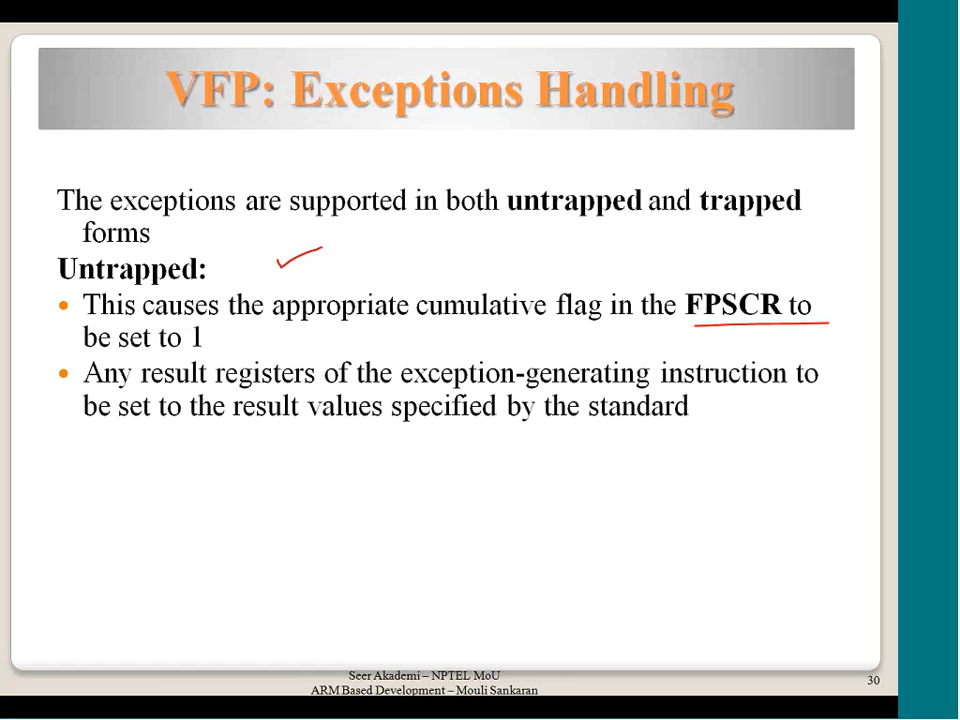 VFP: Exceptions Handling
The exceptions are supported in both untrapped and trapped
forms
Untrapped:
• This causes the appropriate cumulative flag in the FPSCR to
be set to 1
• Any result registers of the exception-generating instruction to
be set to the result values specified by the standard
Seer Akademi – NPTEL MoU
ARM Based Development – Mouli Sankaran
30